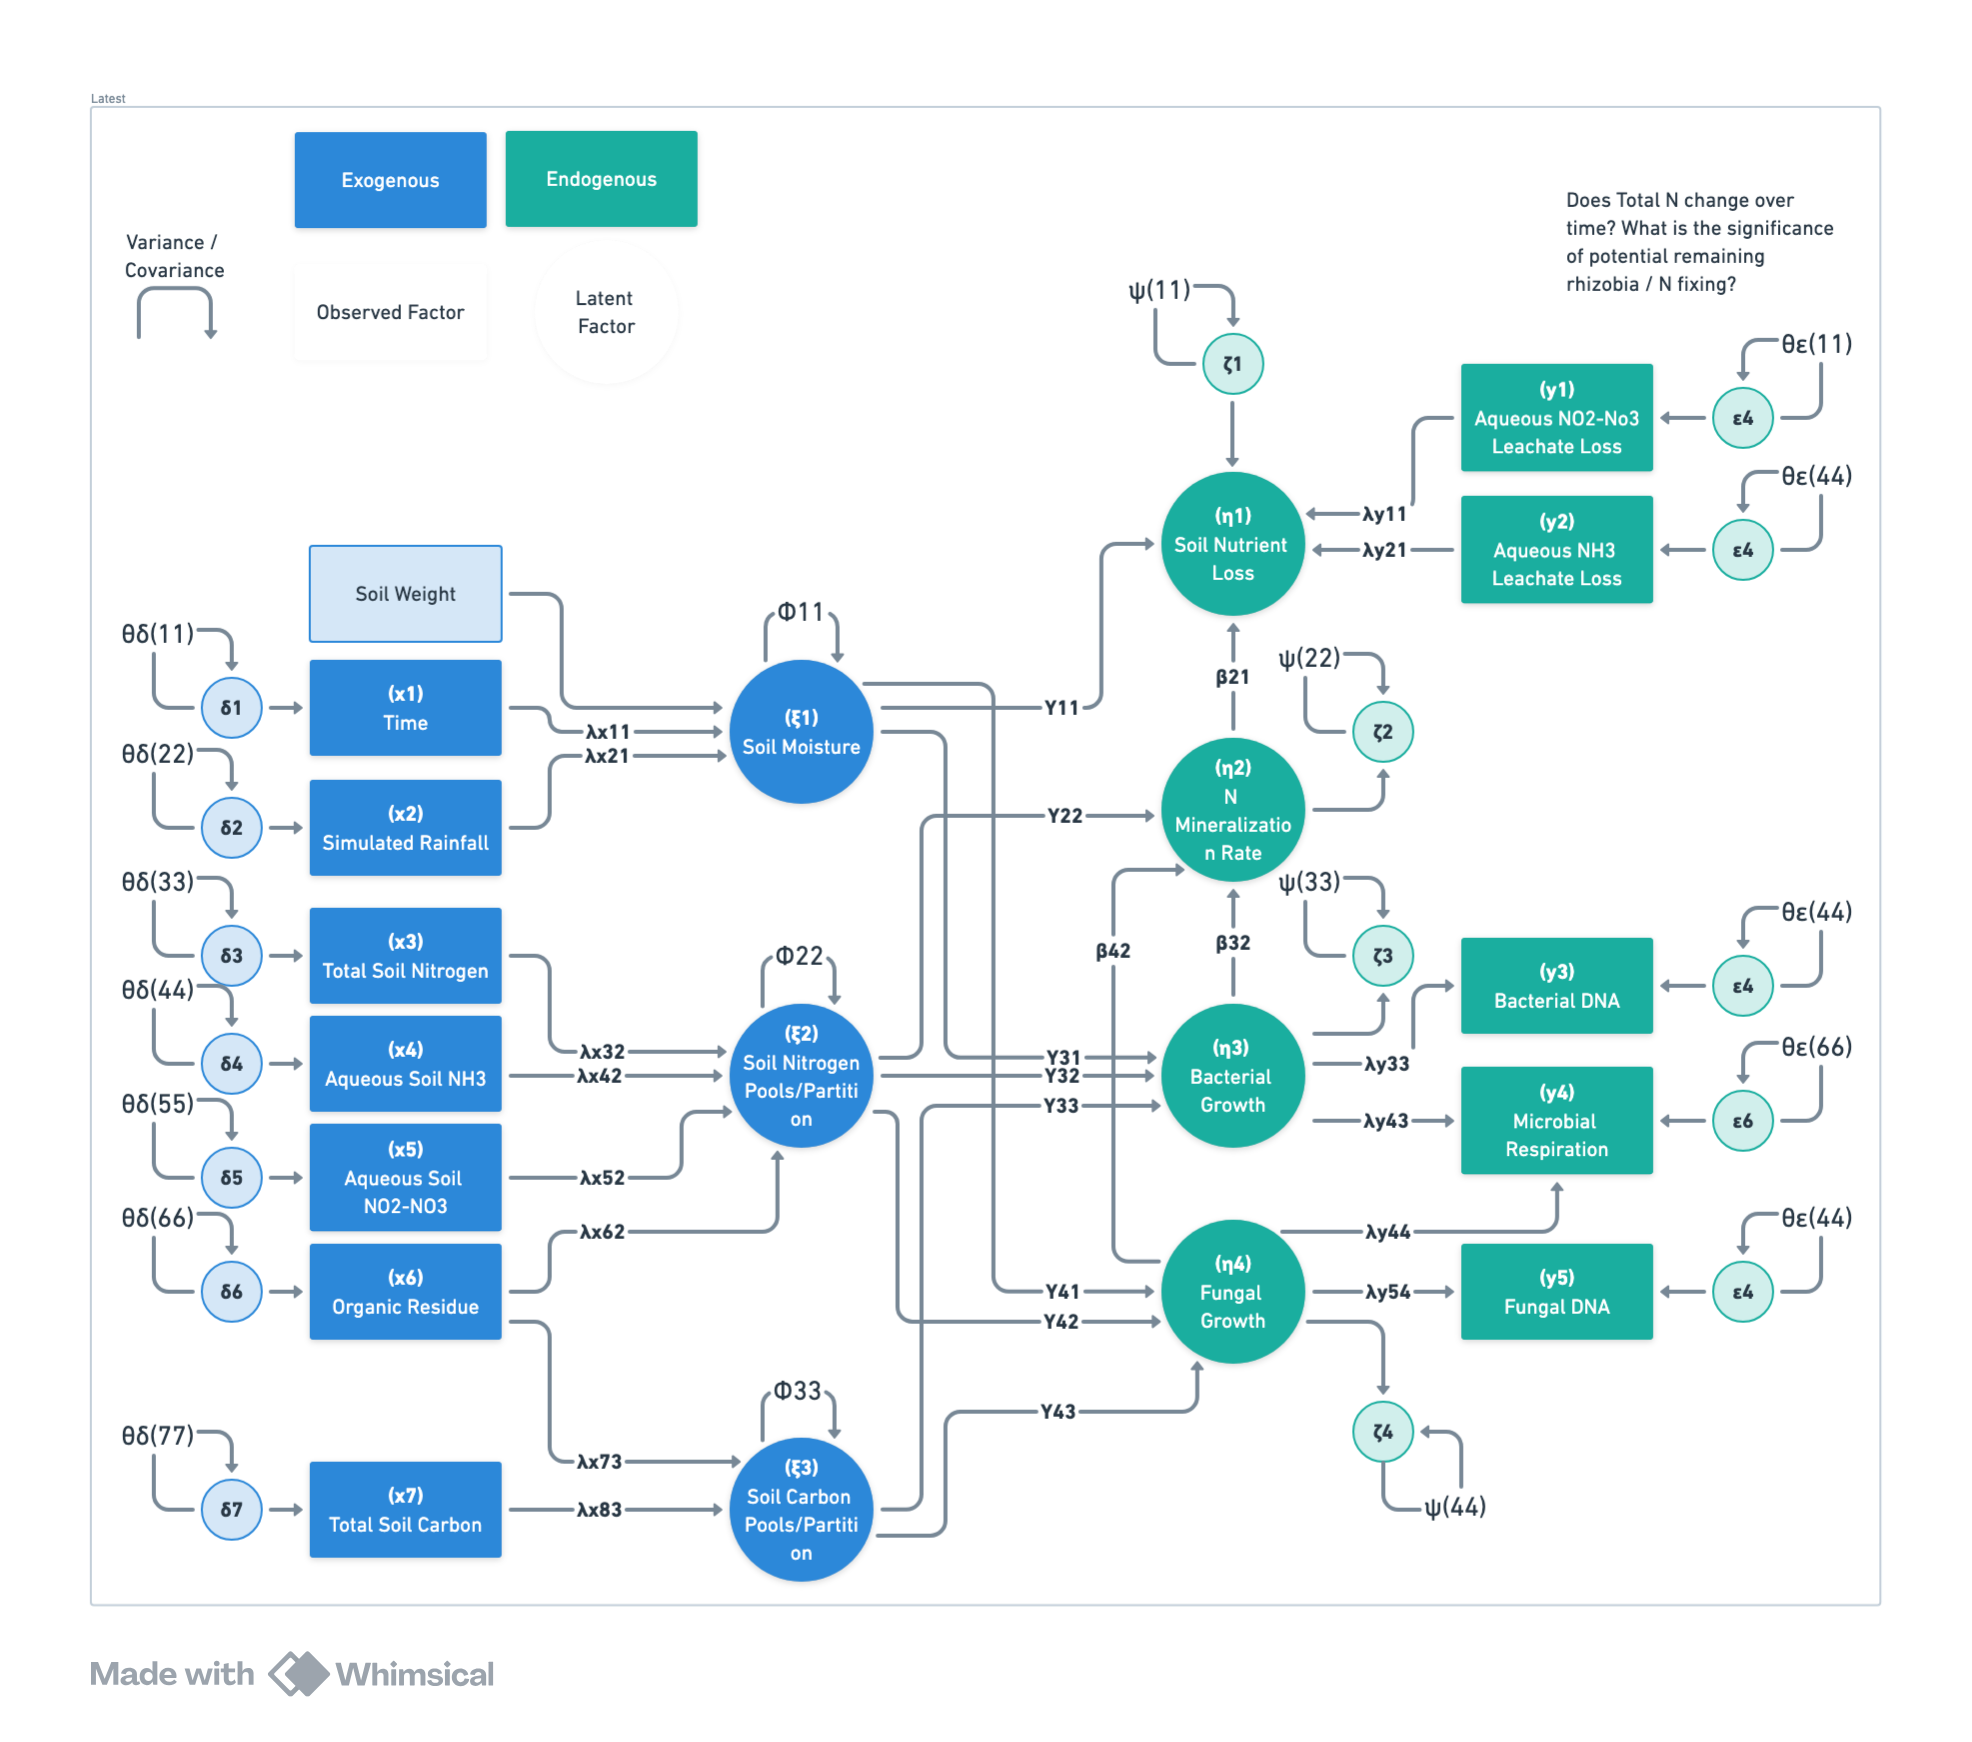 Latest
Exogenous
Endogenous
Variance /
Covariance
Observed Factor
Latent
Factor
Does Total N change over
time? What is the significance
of potential remaining
rhizobia / N fixing?
ψ(11)
ζ1
θε(11)
(y1)
Aqueous NO2-No3
Leachate Loss
ε4
θε(44)
(y2)
Aqueous NH3
Leachate Loss
ε4
λy11
λy21
(η1)
Soil Nutrient
Loss
Soil Weight
θδ(11)
δ1
(x1)
Time
λx11
λx21
Φ11
(ξ1)
Soil Moisture
Y11
β21
ψ(22)
ζ2
θδ(22)
δ2
(x2)
Simulated Rainfall
Y22
(η2)
N
Mineralizatio
n Rate
θδ(33)
δ3
(x3)
Total Soil Nitrogen
ψ(33)
ζ3
β42
β32
θε(44)
(y3)
Bacterial DNA
ε4
θδ(44)
δ4
(x4)
Aqueous Soil NH3
λx32
λx42
Φ22
(ξ2)
Soil Nitrogen
Pools/Partiti
on
Y31
Y32
Y33
(η3)
Bacterial
Growth
λy33
λy43
θε(66)
(y4)
Microbial
Respiration
ε6
θδ(55)
δ5
(x5)
Aqueous Soil
NO2-NO3
λx52
θδ(66)
δ6
(x6)
Organic Residue
λx62
Y41
Y42
(η4)
Fungal
Growth
λy44
λy54
θε(44)
(y5)
Fungal DNA
ε4
Y43
ζ4
ψ(44)
θδ(77)
δ7
(x7)
Total Soil Carbon
λx73
λx83
Φ33
(ξ3)
Soil Carbon
Pools/Partiti
on
Made with Whimsical